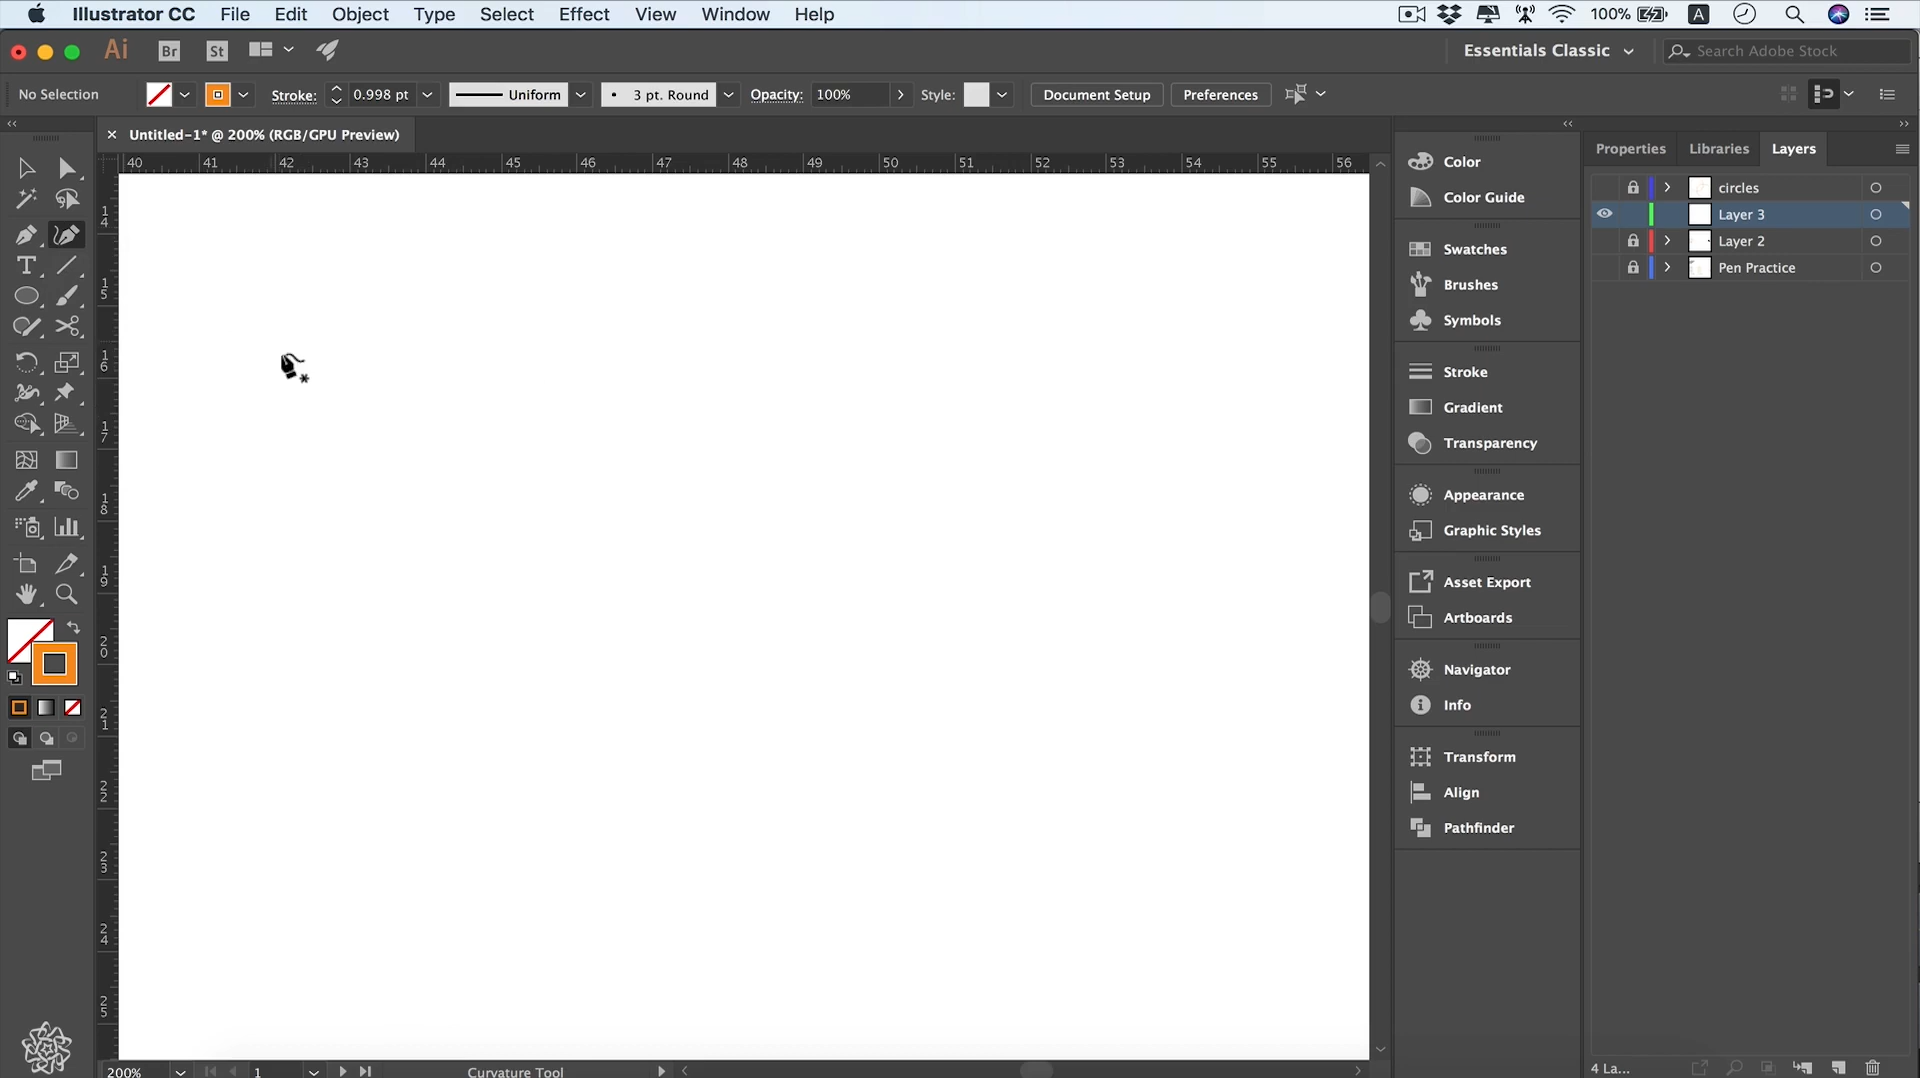 Illustrator CC File Edit Object Type Select Effect View Window Help 100% A
Ai Br St Essentials Classic Search Adobe Stock
No Selection Stroke: 0.998 pt Uniform 3 pt. Round Opacity: 100% Style: Document Setup Preferences
Untitled-1* @ 200% (RGB/GPU Preview)
40 41 42 43 44 45 46 47 48 49 50 51 52 53 54 55 56
14
15
16
17
18
19
20
21
22
23
24
25
T
Color
Color Guide
Swatches
Brushes
Symbols
Stroke
Gradient
Transparency
Appearance
Graphic Styles
Asset Export
Artboards
Navigator
Info
Transform
Align
Pathfinder
Properties Libraries Layers
circles
Layer 3
Layer 2
Pen Practice
200% 1 Curvature Tool
4 La...